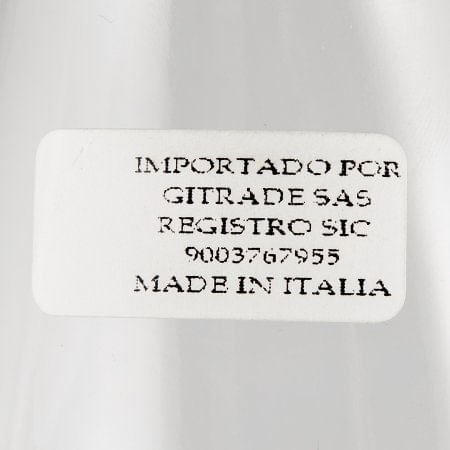 IMPORTADO POR
GITRADE SAS
REGISTRO SIC
9003767955
MADE IN ITALIA